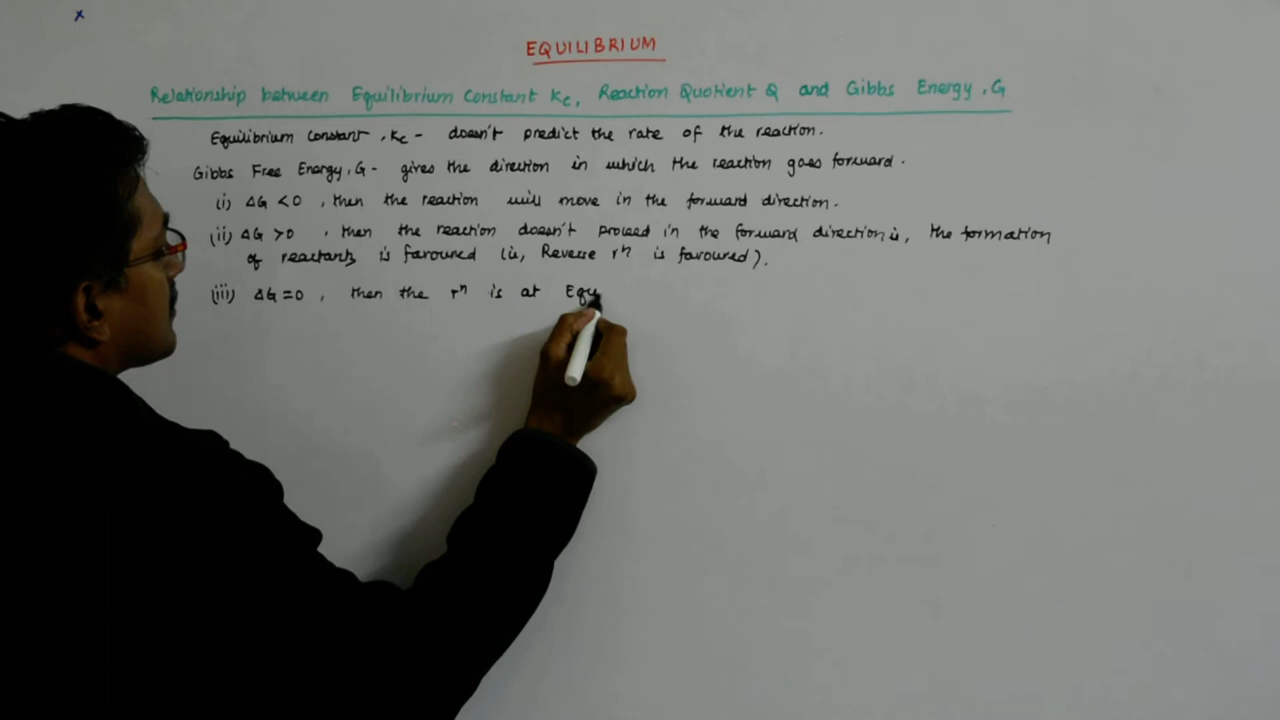 x
EQUILIBRIUM
Relationship between Equilibrium Constant Kc, Reaction Quotient Q and Gibbs Energy, G
Equilibrium constant, Kc - doesn't predict the rate of the reaction.
Gibbs Free Energy, G - gives the direction in which the reaction goes forward.
(i) ΔG <0, then the reaction will move in the forward direction.
(ii) ΔG >0, then the reaction doesn't proceed in the forward direction ie, the formation
of reactants is favoured (ie, Reverse rⁿ is favoured).
(iii) ΔG =0, then the rⁿ is at Equ